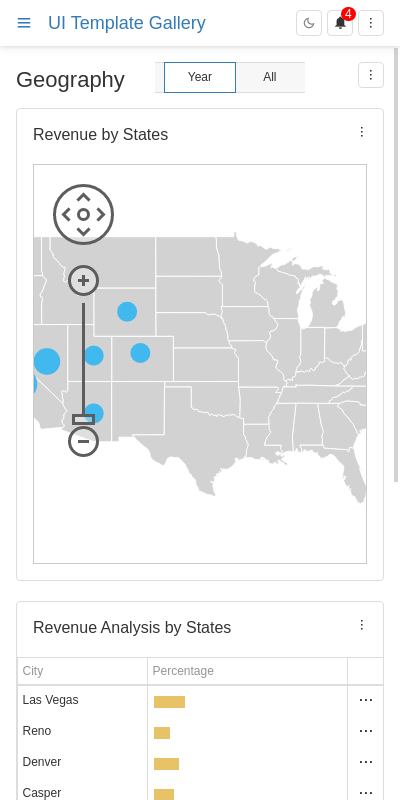 UI Template Gallery
4
Geography
Year
All
Revenue by States
Revenue Analysis by States
City
Percentage
Las Vegas
Reno
Denver
Casper